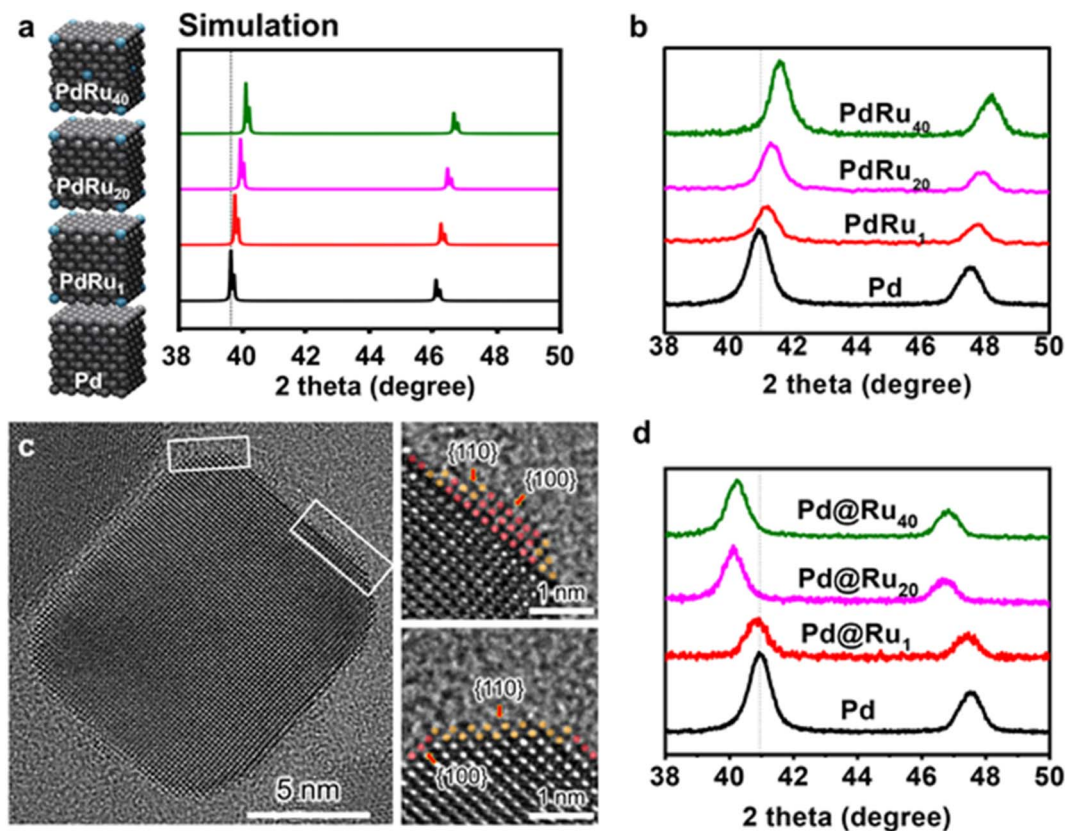 a
Simulation
PdRu40
PdRu20
PdRu1
Pd
38 40 42 44 46 48 50
2 theta (degree)
b
PdRu40
PdRu20
PdRu1
Pd
38 40 42 44 46 48 50
2 theta (degree)
c
5 nm
{110}
{100}
1 nm
{110}
{100}
1 nm
d
Pd@Ru40
Pd@Ru20
Pd@Ru1
Pd
38 40 42 44 46 48 50
2 theta (degree)